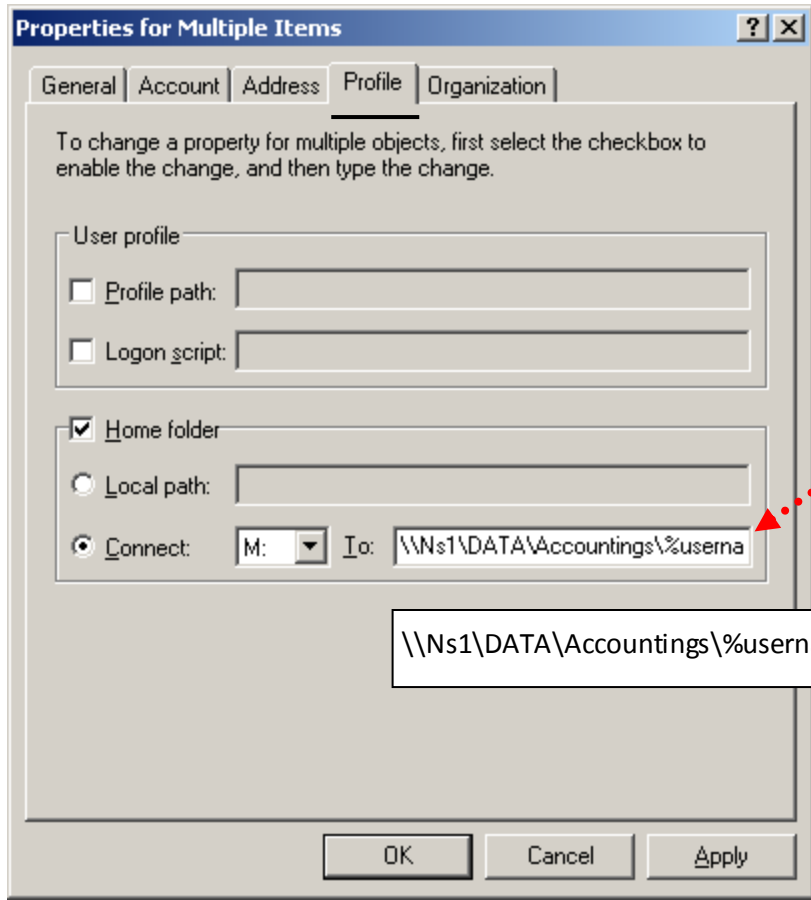 Properties for Multiple Items
General Account Address Profile Organization
To change a property for multiple objects, first select the checkbox to
enable the change, and then type the change.
User profile
Profile path:
Logon script:
Home folder
Local path:
Connect: M: To: \\Ns1\DATA\Accountings\%userna
\\Ns1\DATA\Accountings\%usern
OK Cancel Apply